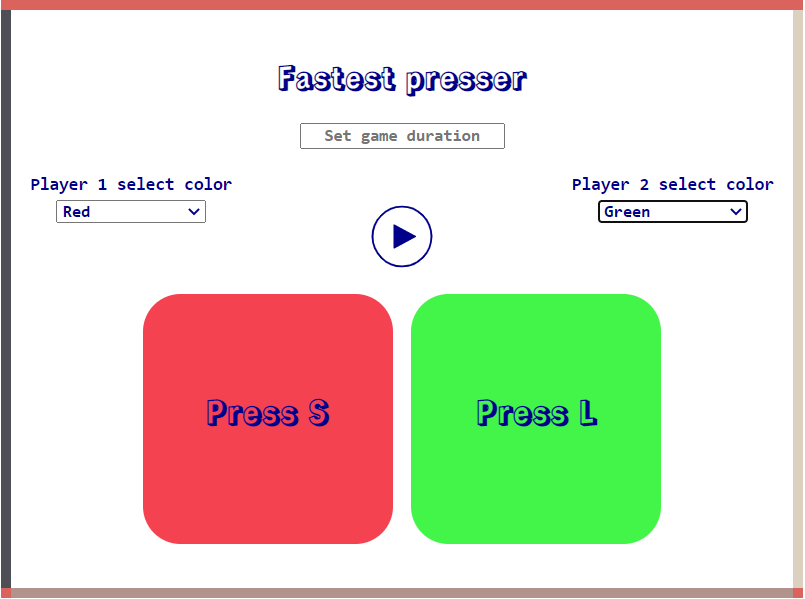 Fastest presser
Set game duration
Player 1 select color
Player 2 select color
Red
Green
Press S
Press L